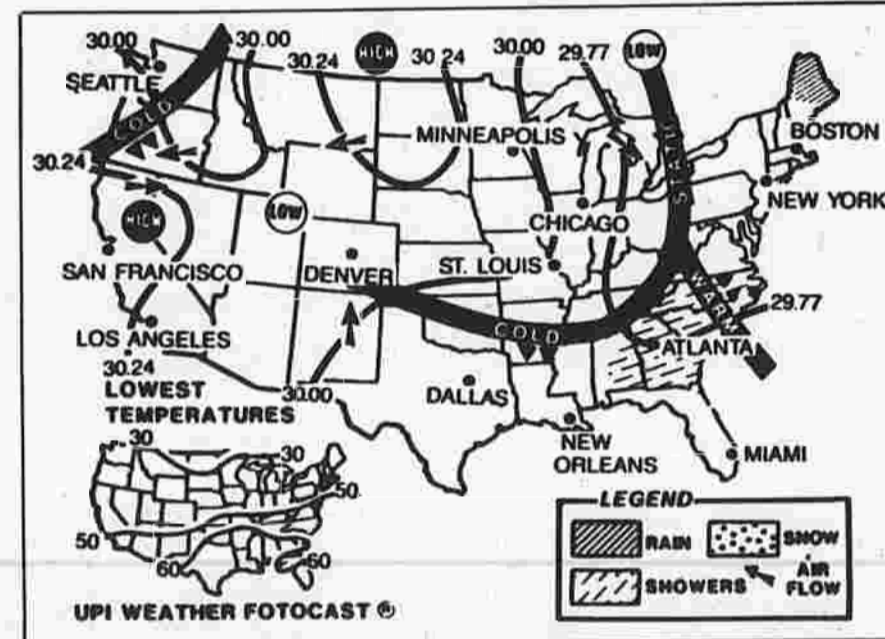 30.00
30.00
30.24
HIGH
30.24
30.00
29.77
LOW
SEATTLE
COLD
MINNEAPOLIS
BOSTON
30.24
NEW YORK
HIGH
LOW
CHICAGO
SAN FRANCISCO
DENVER
ST. LOUIS
WARM
29.77
LOS ANGELES
COLD
ATLANTA
30.24
30.00
LOWEST
TEMPERATURES
DALLAS
NEW
ORLEANS
MIAMI
30
30
50
50
60
60
LEGEND
RAIN
SNOW
SHOWERS
AIR
FLOW
UPI WEATHER FOTOCAST ®